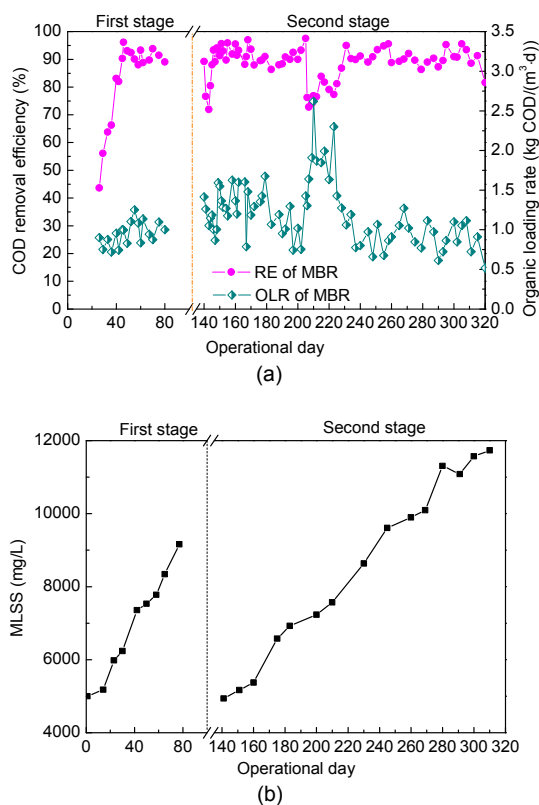 First stage Second stage
COD removal efficiency (%)
100
90
80
70
60
50
40
30
20
10
0
3.5
3.0
2.5
2.0
1.5
1.0
0.5
0.0
Organic loading rate (kg COD/(m³·d))
RE of MBR
OLR of MBR
0 40 80 140 160 180 200 220 240 260 280 300 320
Operational day
(a)
First stage Second stage
MLSS (mg/L)
12000
10000
8000
6000
4000
0 40 80 140 160 180 200 220 240 260 280 300 320
Operational day
(b)